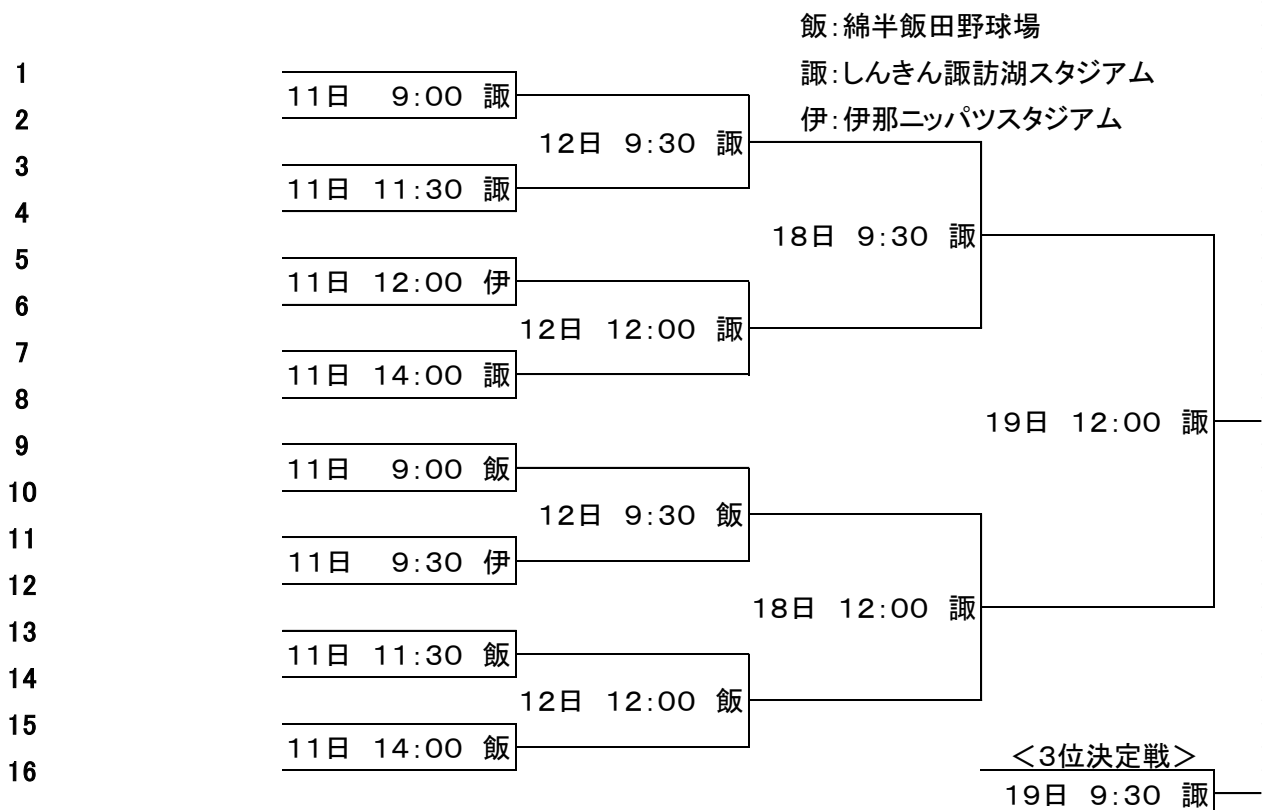 飯:綿半飯田野球場
1
諏:しんきん諏訪湖スタジアム
11日 9:00 諏
2
伊:伊那ニッパツスタジアム
12日 9:30 諏
3
11日 11:30 諏
4
18日 9:30 諏
5
11日 12:00 伊
6
12日 12:00 諏
7
11日 14:00 諏
8
19日 12:00 諏
9
11日 9:00 飯
10
12日 9:30 飯
11
11日 9:30 伊
12
18日 12:00 諏
13
11日 11:30 飯
14
12日 12:00 飯
15
11日 14:00 飯
<3位決定戦>
16
19日 9:30 諏